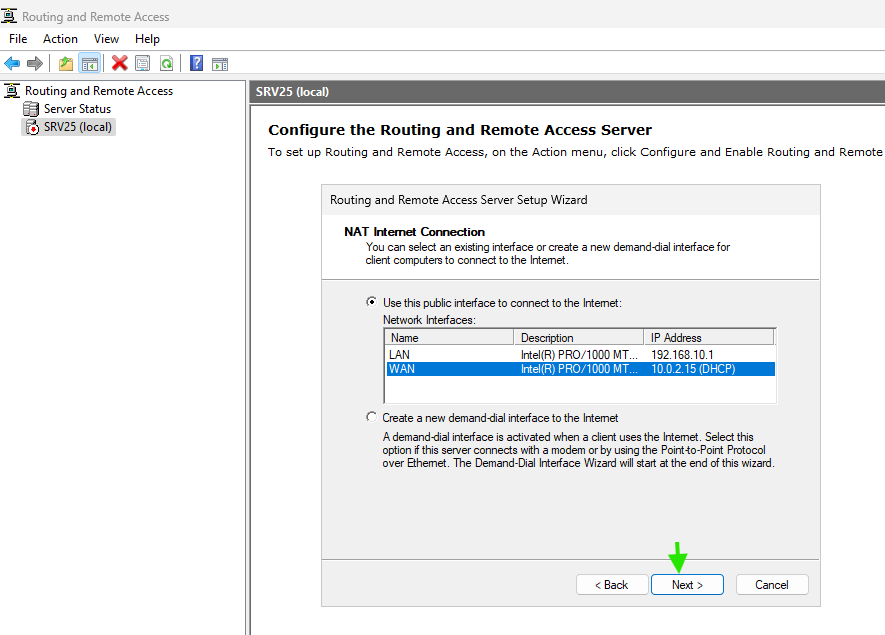 Routing and Remote Access
File Action View Help
Routing and Remote Access
Server Status
SRV25 (local)
SRV25 (local)
Configure the Routing and Remote Access Server
To set up Routing and Remote Access, on the Action menu, click Configure and Enable Routing and Remote
Routing and Remote Access Server Setup Wizard
NAT Internet Connection
You can select an existing interface or create a new demand-dial interface for
client computers to connect to the Internet.
Use this public interface to connect to the Internet:
Network Interfaces:
Name Description IP Address
LAN Intel(R) PRO/1000 MT... 192.168.10.1
WAN Intel(R) PRO/1000 MT... 10.0.2.15 (DHCP)
Create a new demand-dial interface to the Internet
A demand-dial interface is activated when a client uses the Internet. Select this
option if this server connects with a modem or by using the Point-to-Point Protocol
over Ethernet. The Demand-Dial Interface Wizard will start at the end of this wizard.
< Back Next > Cancel